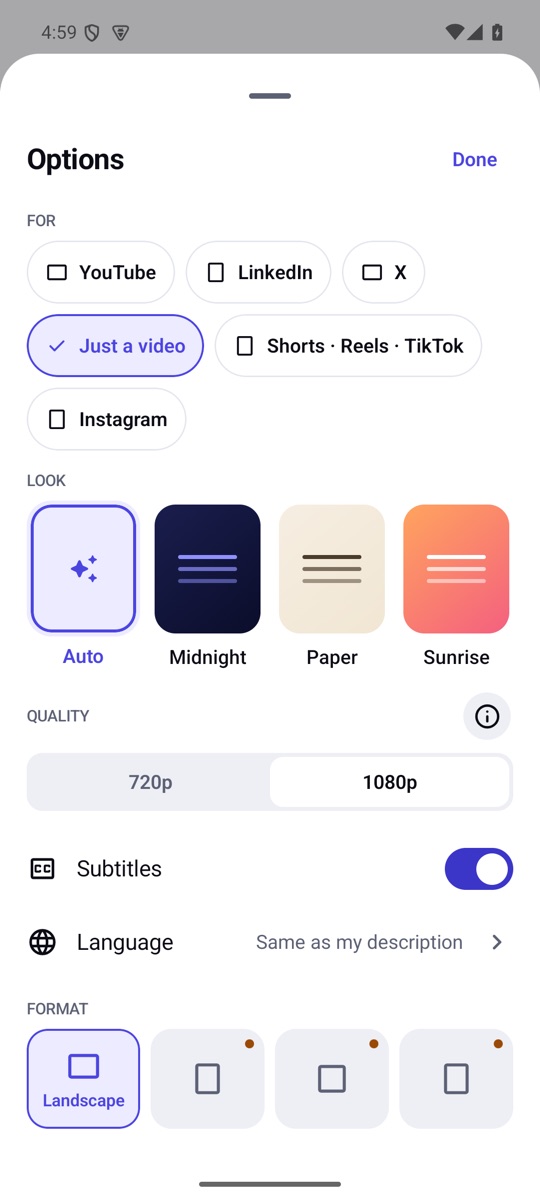 4:59
Options
Done
FOR
YouTube
LinkedIn
X
Just a video
Shorts · Reels · TikTok
Instagram
LOOK
Auto
Midnight
Paper
Sunrise
QUALITY
720p
1080p
CC
Subtitles
Language
Same as my description
FORMAT
Landscape